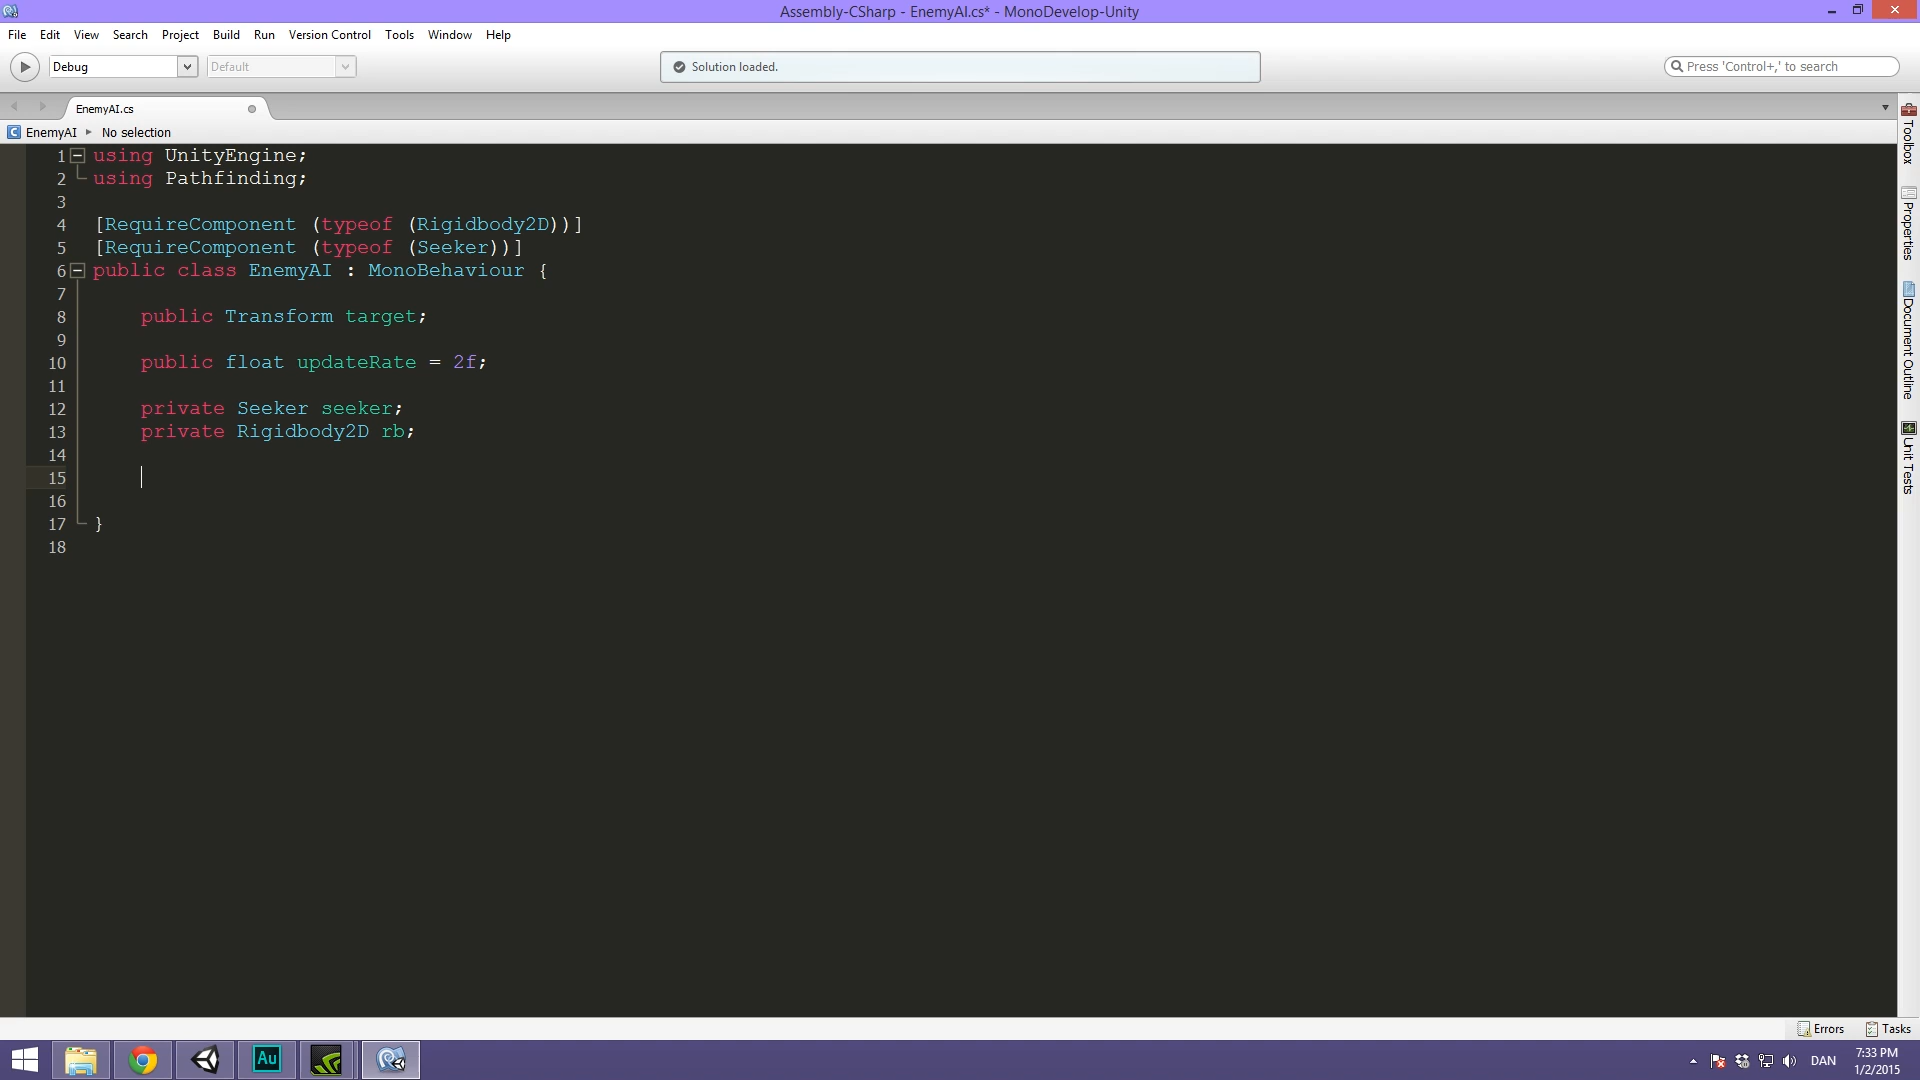 Assembly-CSharp - EnemyAI.cs* - MonoDevelop-Unity
File Edit View Search Project Build Run Version Control Tools Window Help
Debug Default Solution loaded. Press 'Control+,' to search
EnemyAI.cs
C EnemyAI No selection
1 using UnityEngine;
2 using Pathfinding;
3
4 [RequireComponent (typeof (Rigidbody2D))]
5 [RequireComponent (typeof (Seeker))]
6 public class EnemyAI : MonoBehaviour {
7
8 public Transform target;
9
10 public float updateRate = 2f;
11
12 private Seeker seeker;
13 private Rigidbody2D rb;
14
15
16
17 }
18
Toolbox
Properties
Document Outline
Unit Tests
Errors Tasks
Au
DAN
7:33 PM
1/2/2015